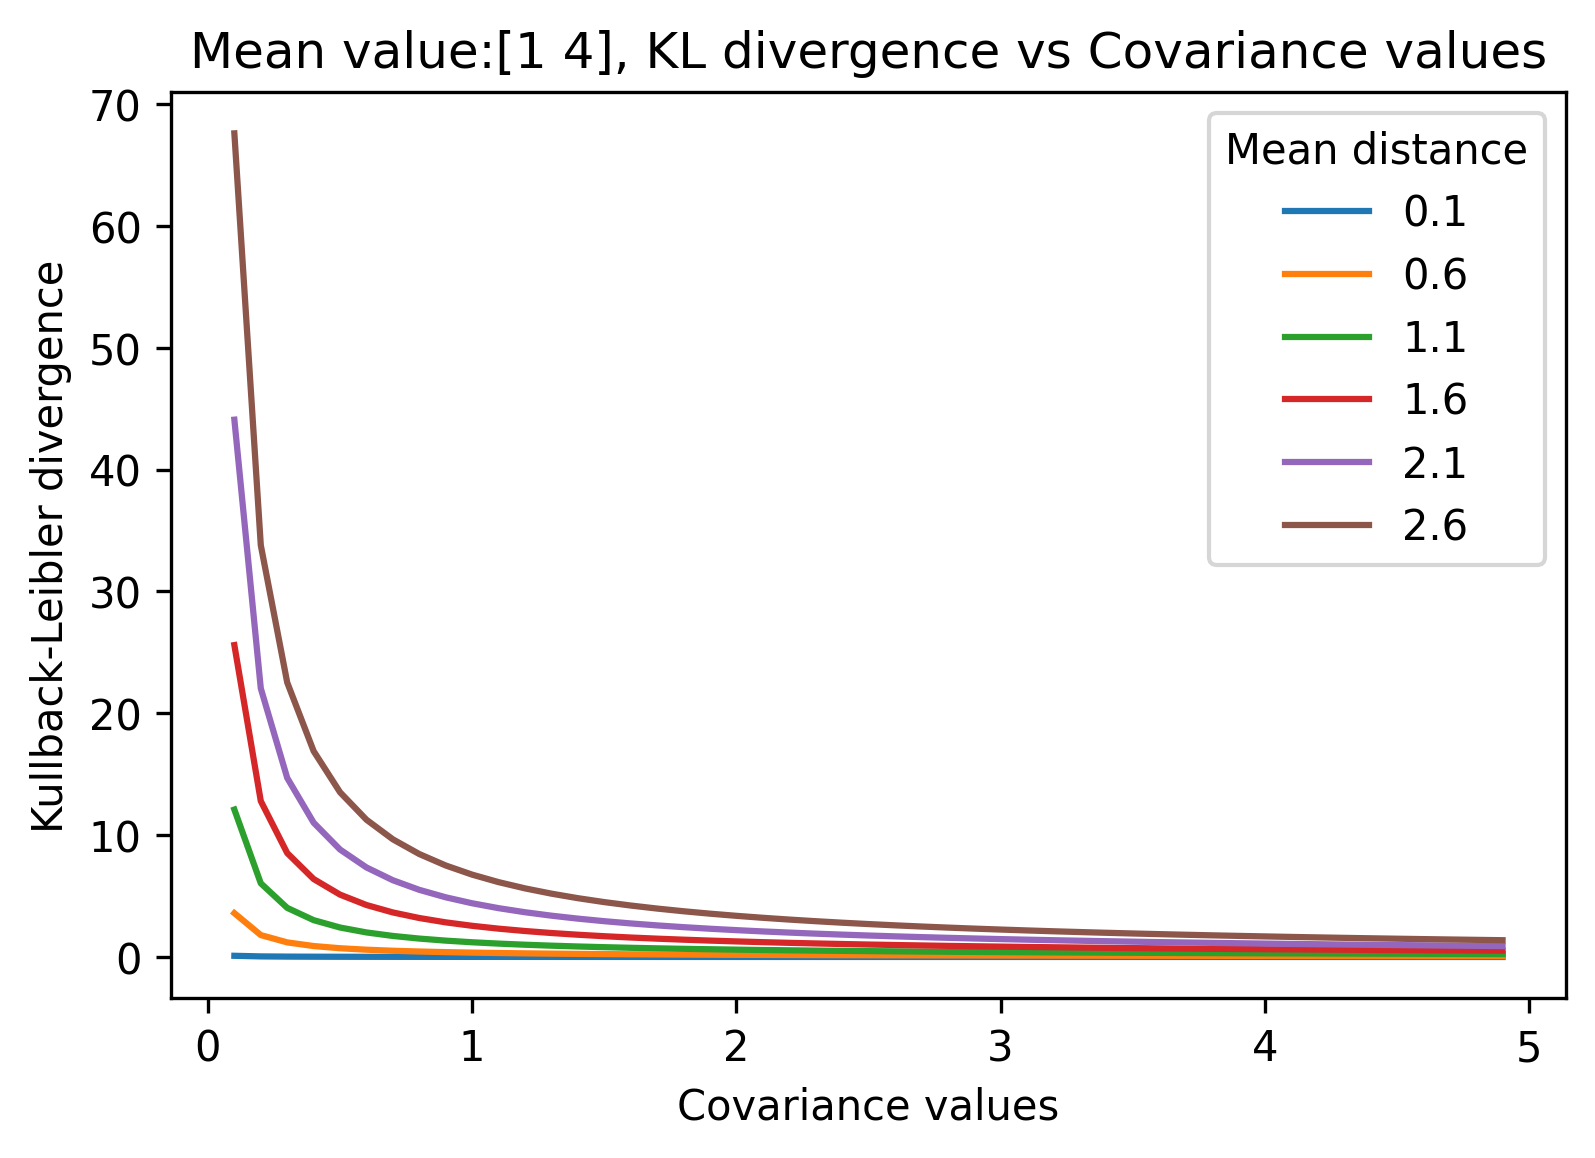 Mean value:[1 4], KL divergence vs Covariance values
70
60
50
40
30
20
10
0
Kullback-Leibler divergence
Mean distance
0.1
0.6
1.1
1.6
2.1
2.6
0 1 2 3 4 5
Covariance values